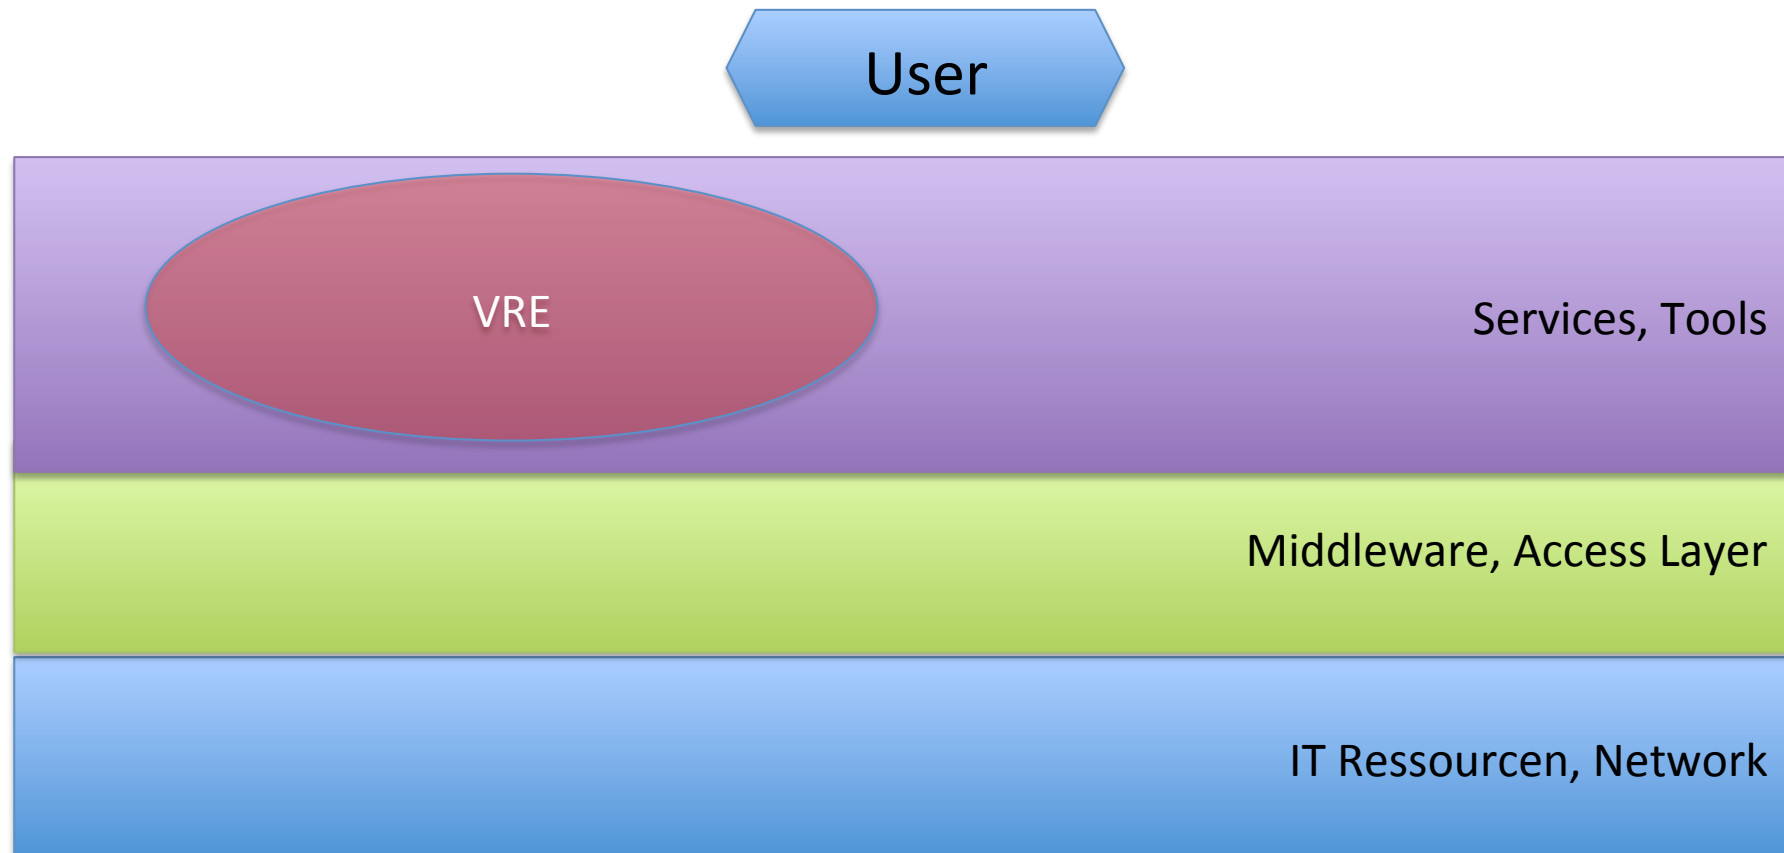 User
VRE
Services, Tools
Middleware, Access Layer
IT Ressourcen, Network